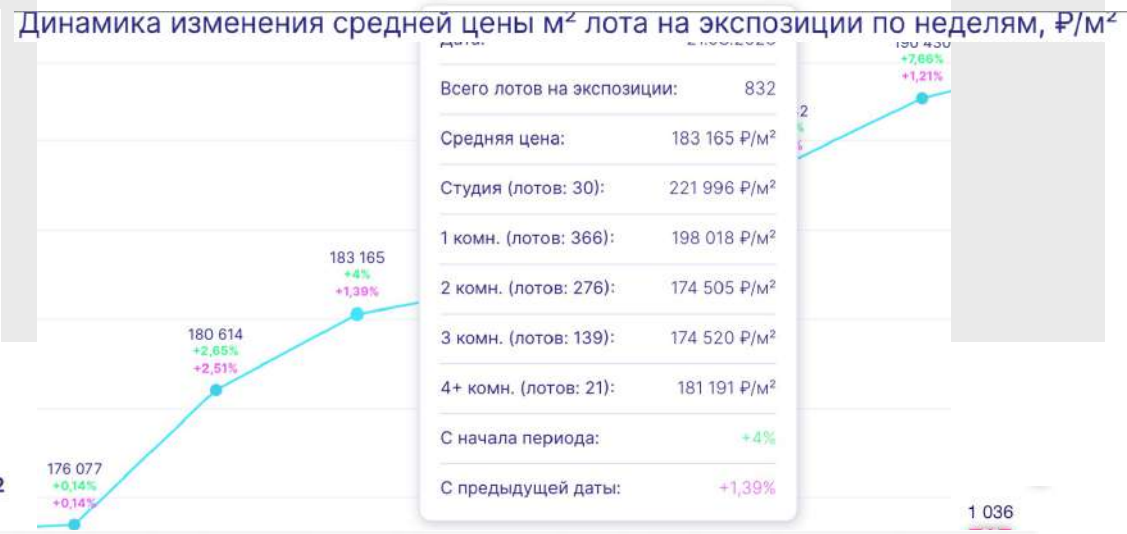 Динамика изменения средней цены м² лота на экспозиции по неделям, ₽/м²
190 430
+7,66%
+1,21%
Всего лотов на экспозиции: 832
Средняя цена: 183 165 ₽/м²
Студия (лотов: 30): 221 996 ₽/м²
1 комн. (лотов: 366): 198 018 ₽/м²
183 165
+4%
+1,39%
2 комн. (лотов: 276): 174 505 ₽/м²
3 комн. (лотов: 139): 174 520 ₽/м²
180 614
+2,65%
+2,51%
4+ комн. (лотов: 21): 181 191 ₽/м²
С начала периода: +4%
176 077
+0,14%
+0,14%
С предыдущей даты: +1,39%
1 036